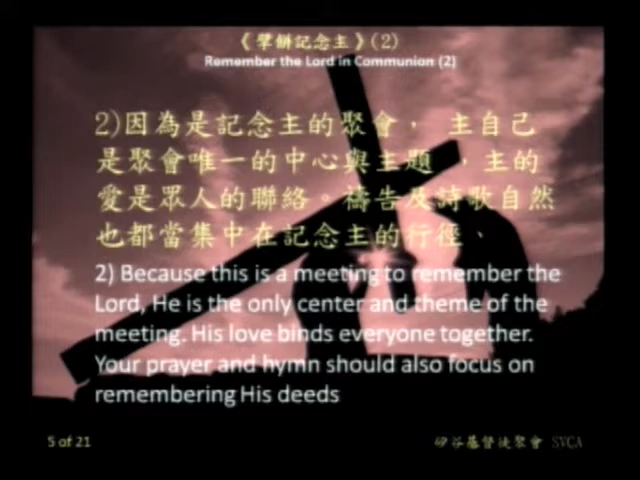 《擘餅記念主》(2)
Remember the Lord in Communion (2)
2)因為是記念主的聚會， 主自己
是聚會唯一的中心與主題 ，主的
愛是眾人的聯絡。禱告及詩歌自然
也都當集中在記念主的行徑、
2) Because this is a meeting to remember the
Lord, He is the only center and theme of the
meeting. His love binds everyone together.
Your prayer and hymn should also focus on
remembering His deeds
5 of 21
矽谷基督徒聚會 SVCA